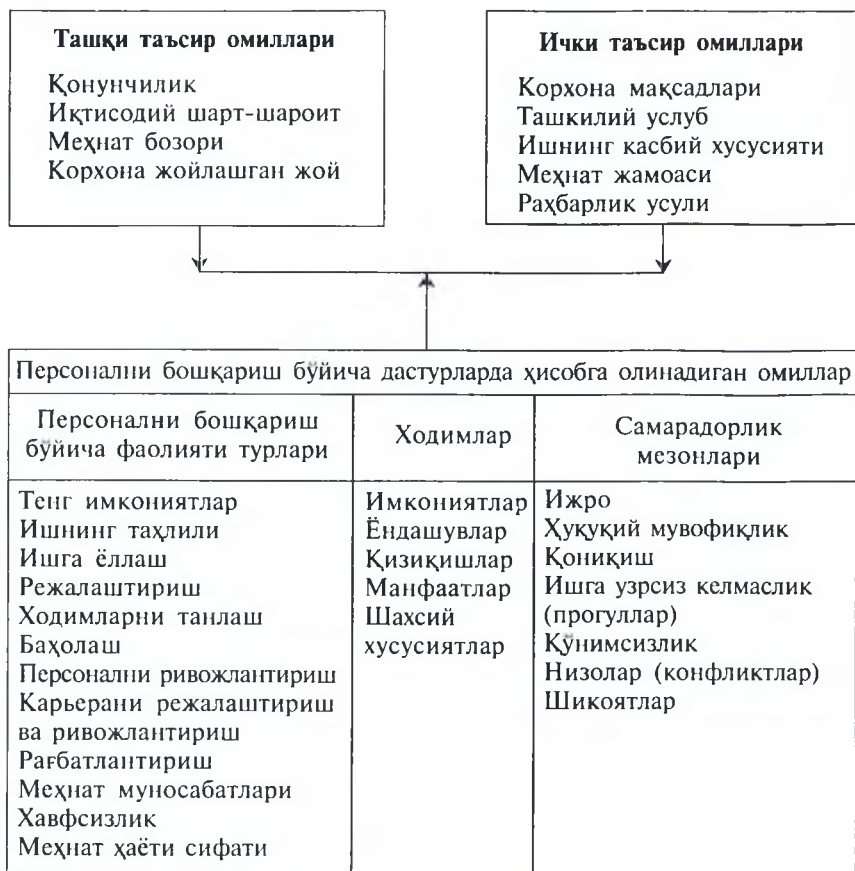 Ташқи таъсир омиллари
Қонунчилик
Иқтисодий шарт-шароит
Меҳнат бозори
Корхона жойлашган жой
Ички таъсир омиллари
Корхона мақсадлари
Ташкилий услуб
Ишнинг касбий хусусияти
Меҳнат жамоаси
Раҳбарлик усули
Персонални бошқариш бўйича дастурларда ҳисобга олинадиган омиллар
Персонални бошқариш
бўйича фаолияти турлари
Тенг имкониятлар
Ишнинг таҳлили
Ишга ёллаш
Режалаштириш
Ходимларни танлаш
Баҳолаш
Персонални ривожлантириш
Карьерани режалаштириш
ва ривожлантириш
Рағбатлантириш
Меҳнат муносабатлари
Хавфсизлик
Меҳнат ҳаёти сифати
Ходимлар
Имкониятлар
Ёндашувлар
Қизиқишлар
Манфаатлар
Шахсий
хусусиятлар
Самарадорлик
мезонлари
Ижро
Ҳуқуқий мувофиқлик
Қониқиш
Ишга узрсиз келмаслик
(прогуллар)
Қўнимсизлик
Низолар (конфликтлар)
Шикоятлар